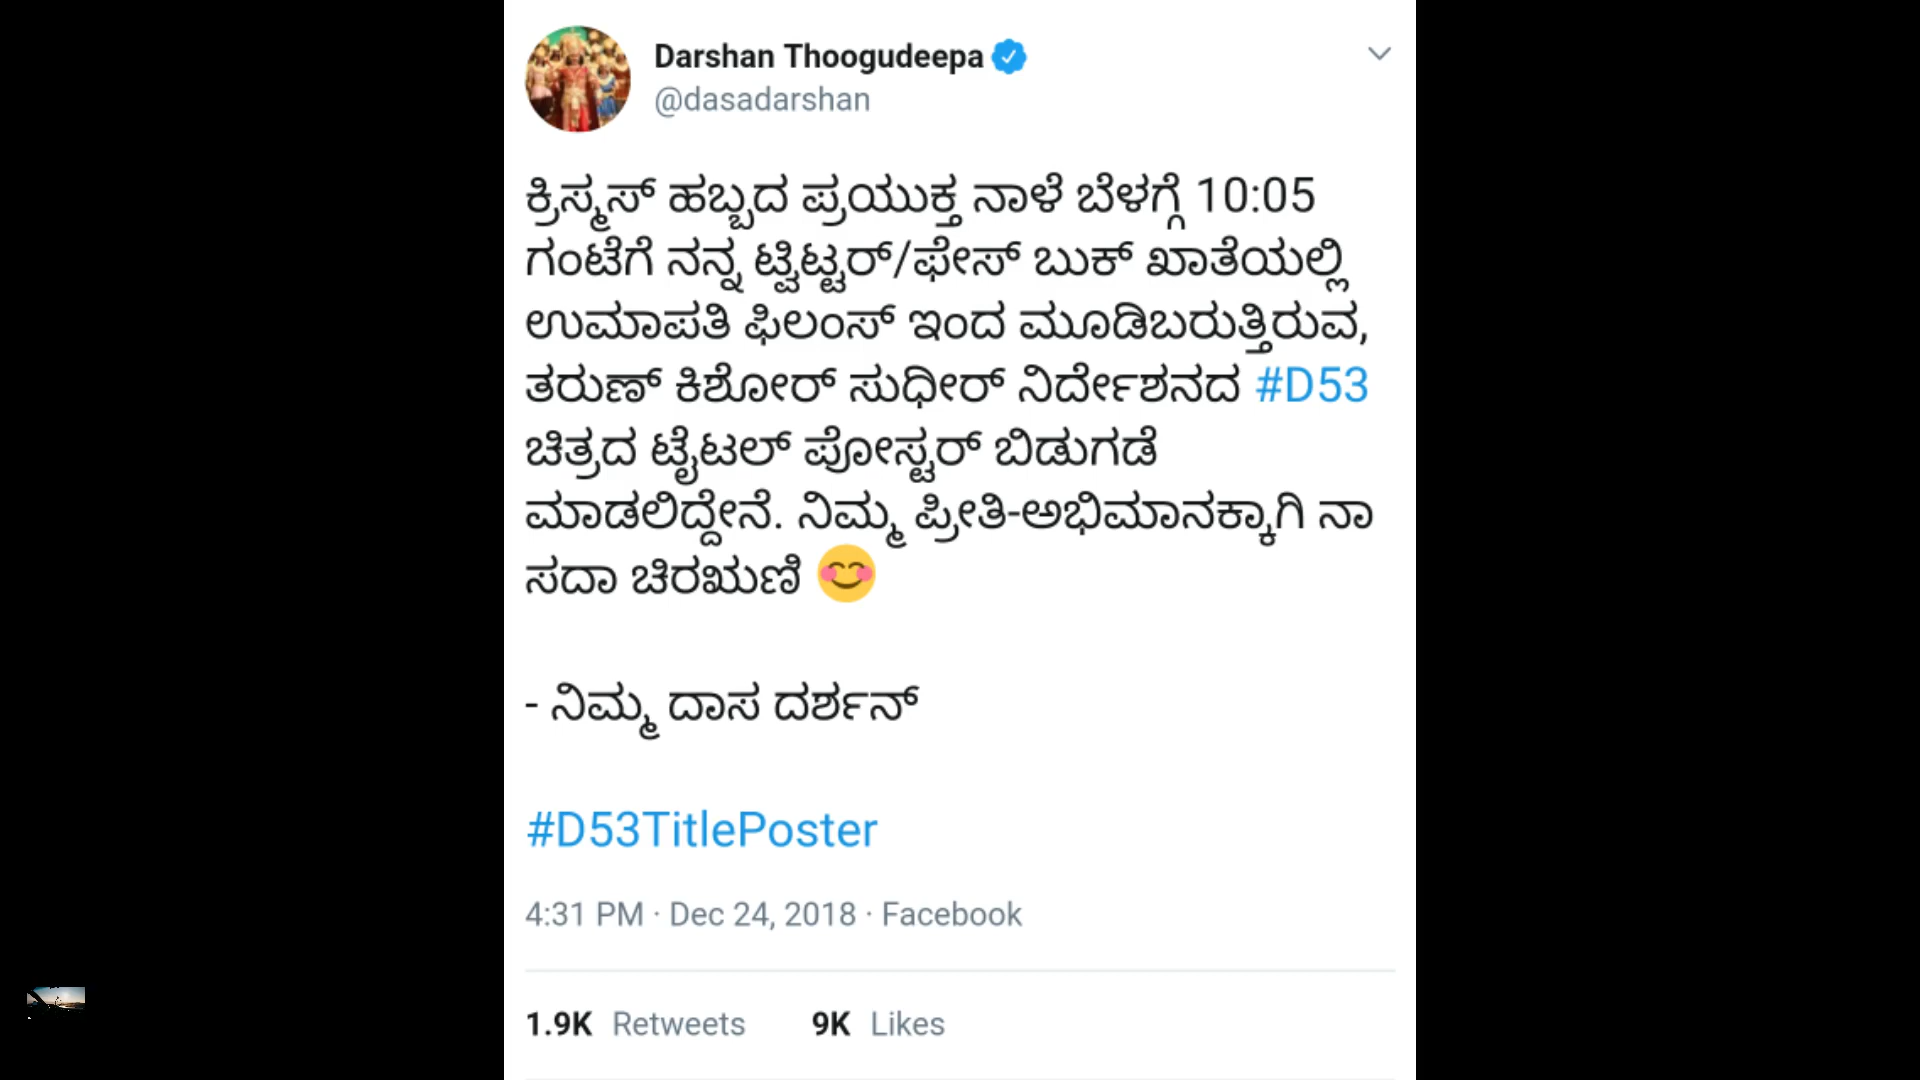 Darshan Thoogudeepa
@dasadarshan
ಕ್ರಿಸ್ಮಸ್ ಹಬ್ಬದ ಪ್ರಯುಕ್ತ ನಾಳೆ ಬೆಳಗ್ಗೆ 10:05
ಗಂಟೆಗೆ ನನ್ನ ಟ್ವಿಟ್ಟರ್/ಫೇಸ್ ಬುಕ್ ಖಾತೆಯಲ್ಲಿ
ಉಮಾಪತಿ ಫಿಲಂಸ್ ಇಂದ ಮೂಡಿಬರುತ್ತಿರುವ,
ತರುಣ್ ಕಿಶೋರ್ ಸುಧೀರ್ ನಿರ್ದೇಶನದ #D53
ಚಿತ್ರದ ಟೈಟಲ್ ಪೋಸ್ಟರ್ ಬಿಡುಗಡೆ
ಮಾಡಲಿದ್ದೇನೆ. ನಿಮ್ಮ ಪ್ರೀತಿ-ಅಭಿಮಾನಕ್ಕಾಗಿ ನಾ
ಸದಾ ಚಿರಋಣಿ 😊
- ನಿಮ್ಮ ದಾಸ ದರ್ಶನ್
#D53TitlePoster
4:31 PM · Dec 24, 2018 · Facebook
1.9K Retweets 9K Likes